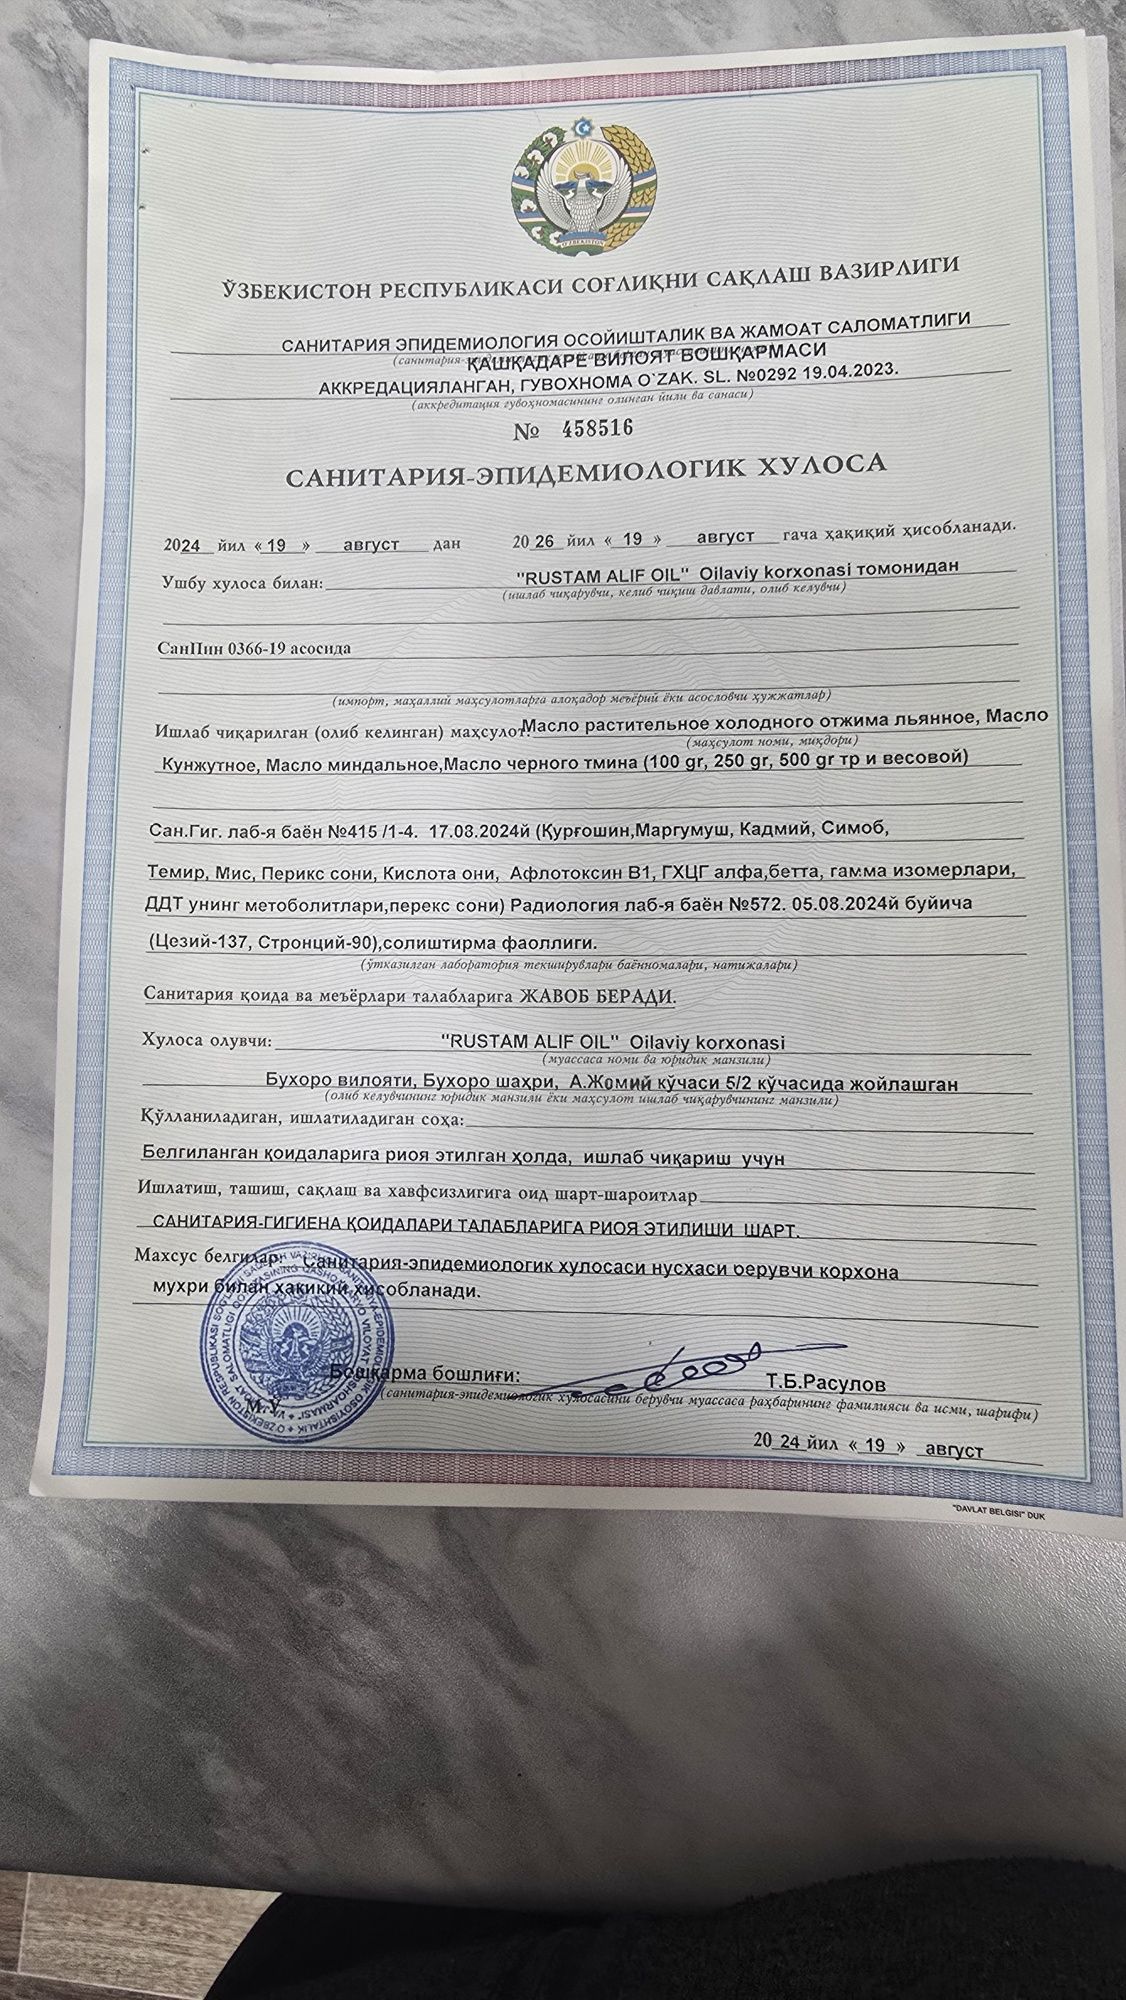 ЎЗБЕКИСТОН РЕСПУБЛИКАСИ СОҒЛИҚНИ САҚЛАШ ВАЗИРЛИГИ
САНИТАРИЯ ЭПИДЕМИОЛОГИЯ ОСОЙИШТАЛИК ВА ЖАМОАТ САЛОМАТЛИГИ
ҚАШҚАДАРЕ ВИЛОЯТ БОШҚАРМАСИ
АККРЕДАЦИЯЛАНГАН, ГУВОХНОМА O`ZAK. SL. №0292 19.04.2023.
(аккредитация гувоҳномасининг олинган йили ва санаси)
№ 458516
САНИТАРИЯ-ЭПИДЕМИОЛОГИК ХУЛОСА
2024 йил «19» август дан 2026 йил «19» август гача ҳақиқий ҳисобланади.
Ушбу хулоса билан: "RUSTAM ALIF OIL" Oilaviy korxonasi томонидан
(ишлаб чиқарувчи, келиб чиқиш давлати, олиб келувчи)
СанПин 0366-19 асосида
(импорт, маҳаллий маҳсулотларга алоқадор меъёрий ёки асословчи ҳужжатлар)
Ишлаб чиқарилган (олиб келинган) маҳсулот: Масло растительное холодного отжима льянное, Масло
(маҳсулот номи, миқдори)
Кунжутное, Масло миндальное,Масло черного тмина (100 gr, 250 gr, 500 gr тр и весовой)
Сан.Гиг. лаб-я баён №415 /1-4. 17.08.2024й (Қурғошин,Маргумуш, Кадмий, Симоб,
Темир, Мис, Перикс сони, Кислота они, Афлотоксин В1, ГХЦГ алфа,бетта, гамма изомерлари,
ДДТ унинг метоболитлари,перекс сони) Радиология лаб-я баён №572. 05.08.2024й буйича
(Цезий-137, Стронций-90),солиштирма фаоллиги.
(ўтказилган лаборатория текширувлари баённомалари, натижалари)
Санитария қоида ва меъёрлари талабларига ЖАВОБ БЕРАДИ.
Хулоса олувчи: "RUSTAM ALIF OIL" Oilaviy korxonasi
(муассаса номи ва юридик манзили)
Бухоро вилояти, Бухоро шаҳри, А.Жомий кўчаси 5/2 кўчасида жойлашган
(олиб келувчининг юридик манзили ёки маҳсулот ишлаб чиқарувчининг манзили)
Қўлланиладиган, ишлатиладиган соҳа:
Белгиланган қоидаларига риоя этилган ҳолда, ишлаб чиқариш учун
Ишлатиш, ташиш, сақлаш ва хавфсизлигига оид шарт-шароитлар
САНИТАРИЯ-ГИГИЕНА ҚОИДАЛАРИ ТАЛАБЛАРИГА РИОЯ ЭТИЛИШИ ШАРТ.
Махсус белгилар: Санитария-эпидемиологик хулосаси нусхаси берувчи корхона
мухри билан хакикий хисобланади.
Бошқарма бошлиғи: Т.Б.Расулов
М.Ў.
(санитария-эпидемиологик хулосасини берувчи муассаса раҳбарининг фамилияси ва исми, шарифи)
2024 йил «19» август
"DAVLAT BELGISI" DUK